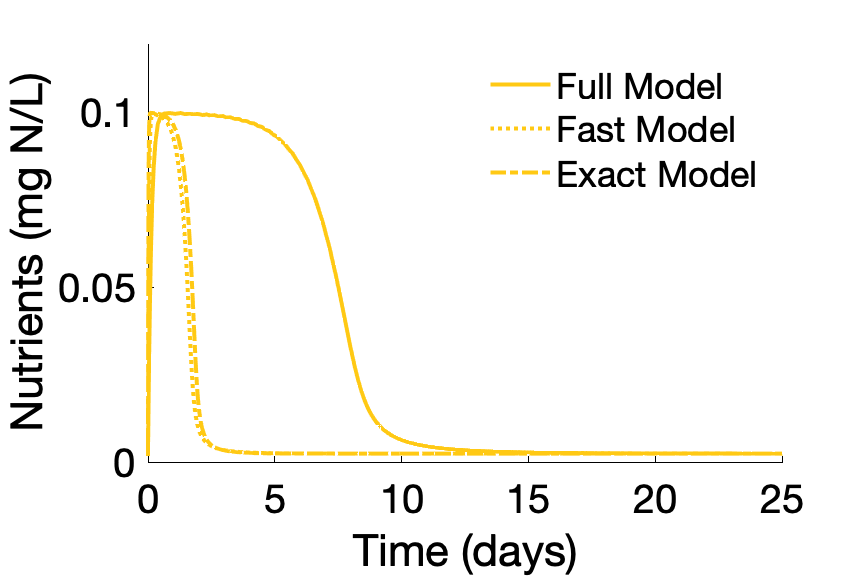 Full Model
Fast Model
Exact Model
Nutrients (mg N/L)
0.1
0.05
0
0 5 10 15 20 25
Time (days)